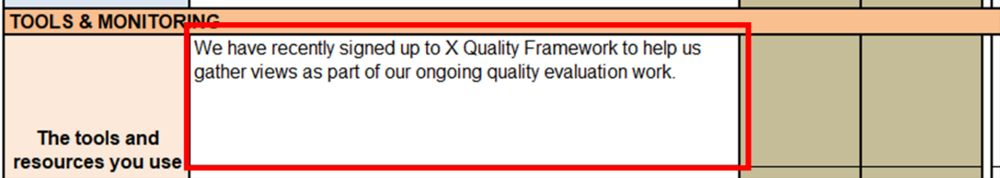 TOOLS & MONITORING
We have recently signed up to X Quality Framework to help us
gather views as part of our ongoing quality evaluation work.
The tools and
resources you use